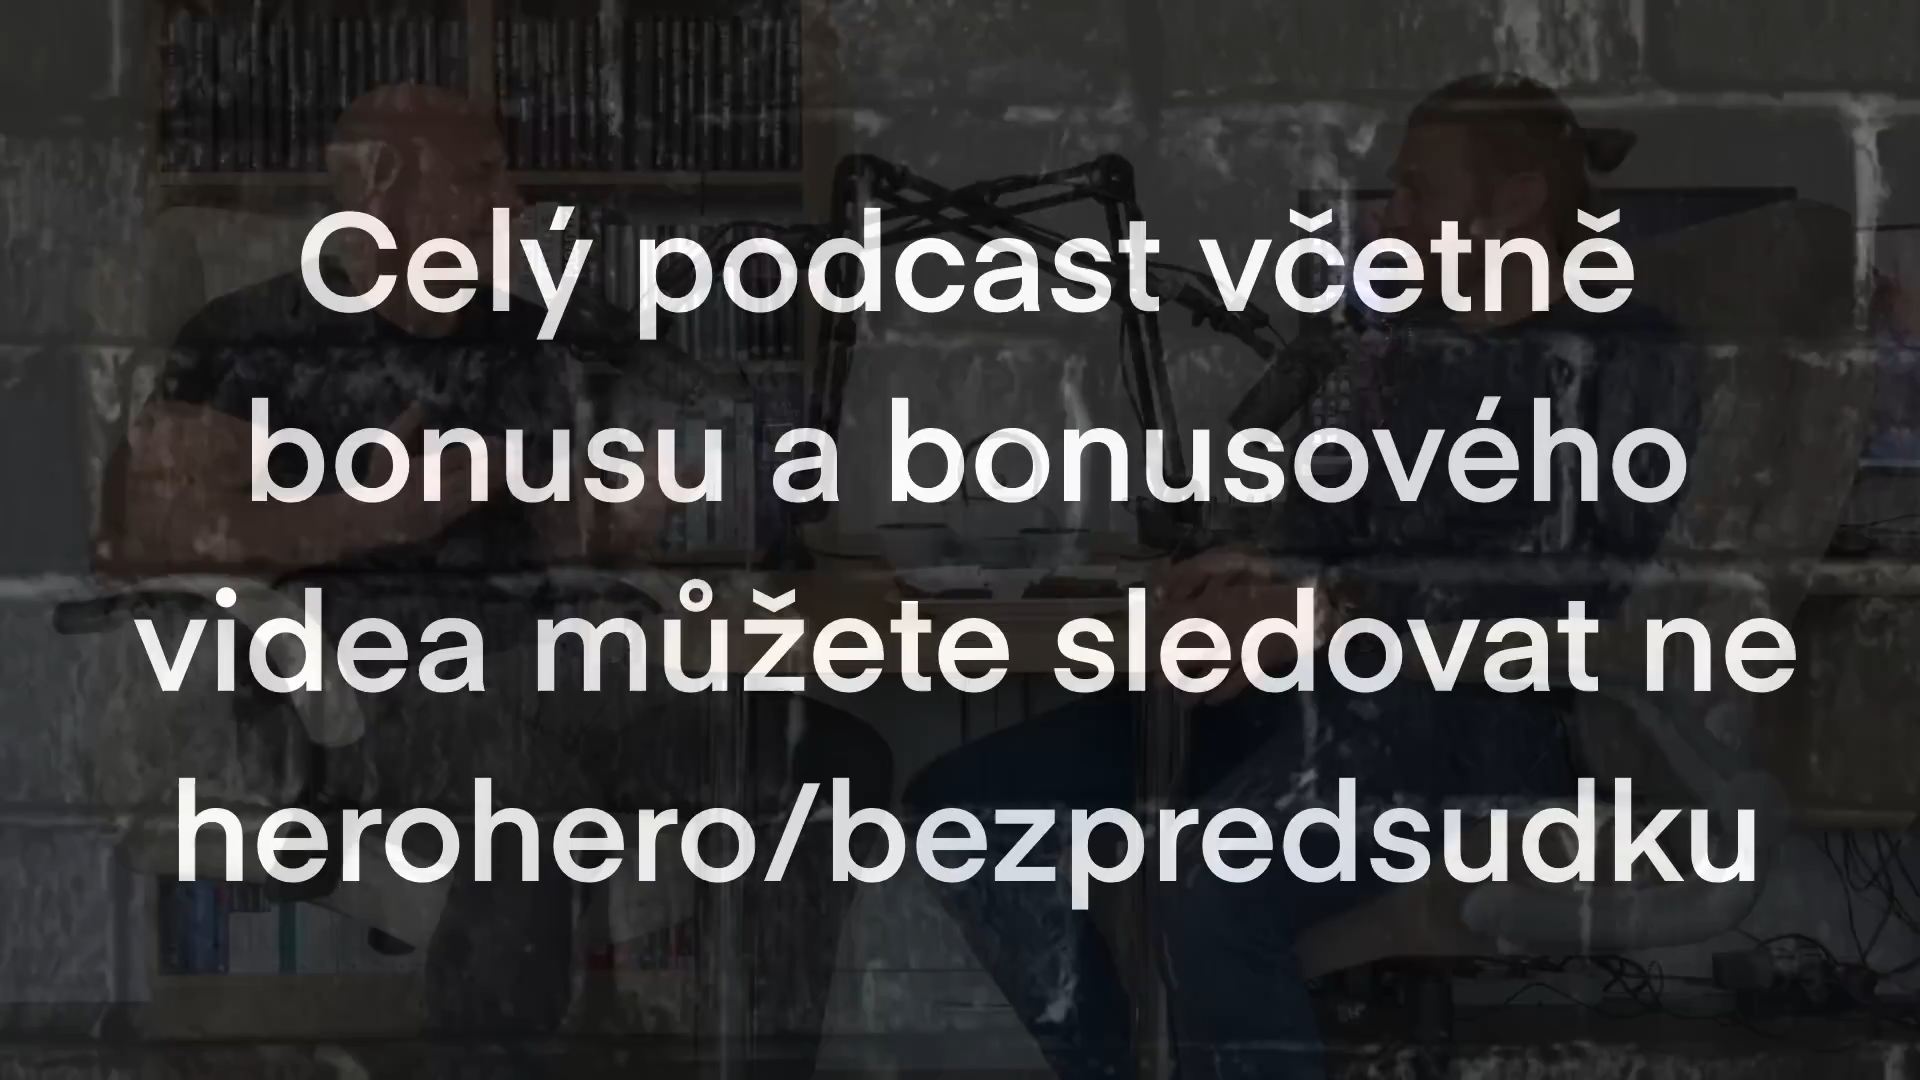 Celý podcast včetně
bonusu a bonusového
videa můžete sledovat ne
herohero/bezpredsudku